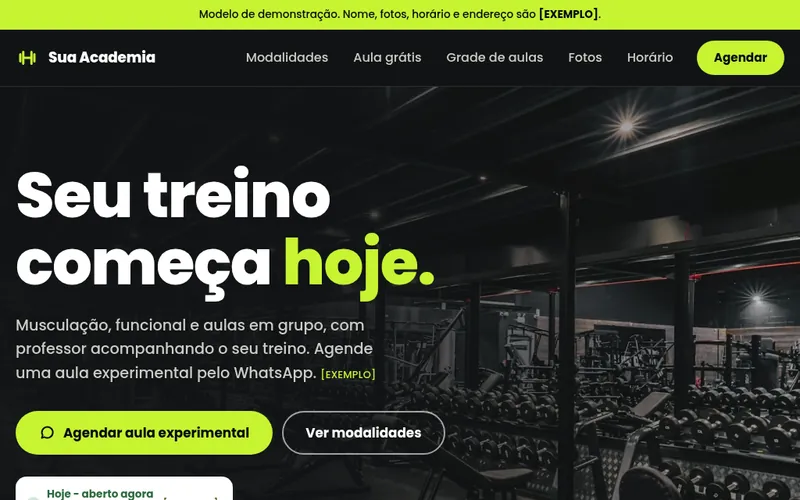 Modelo de demonstração. Nome, fotos, horário e endereço são [EXEMPLO].
Sua Academia
Modalidades
Aula grátis
Grade de aulas
Fotos
Horário
Agendar
Seu treino
começa hoje.
Musculação, funcional e aulas em grupo, com
professor acompanhando o seu treino. Agende
uma aula experimental pelo WhatsApp. [EXEMPLO]
Agendar aula experimental
Ver modalidades
Hoje - aberto agora